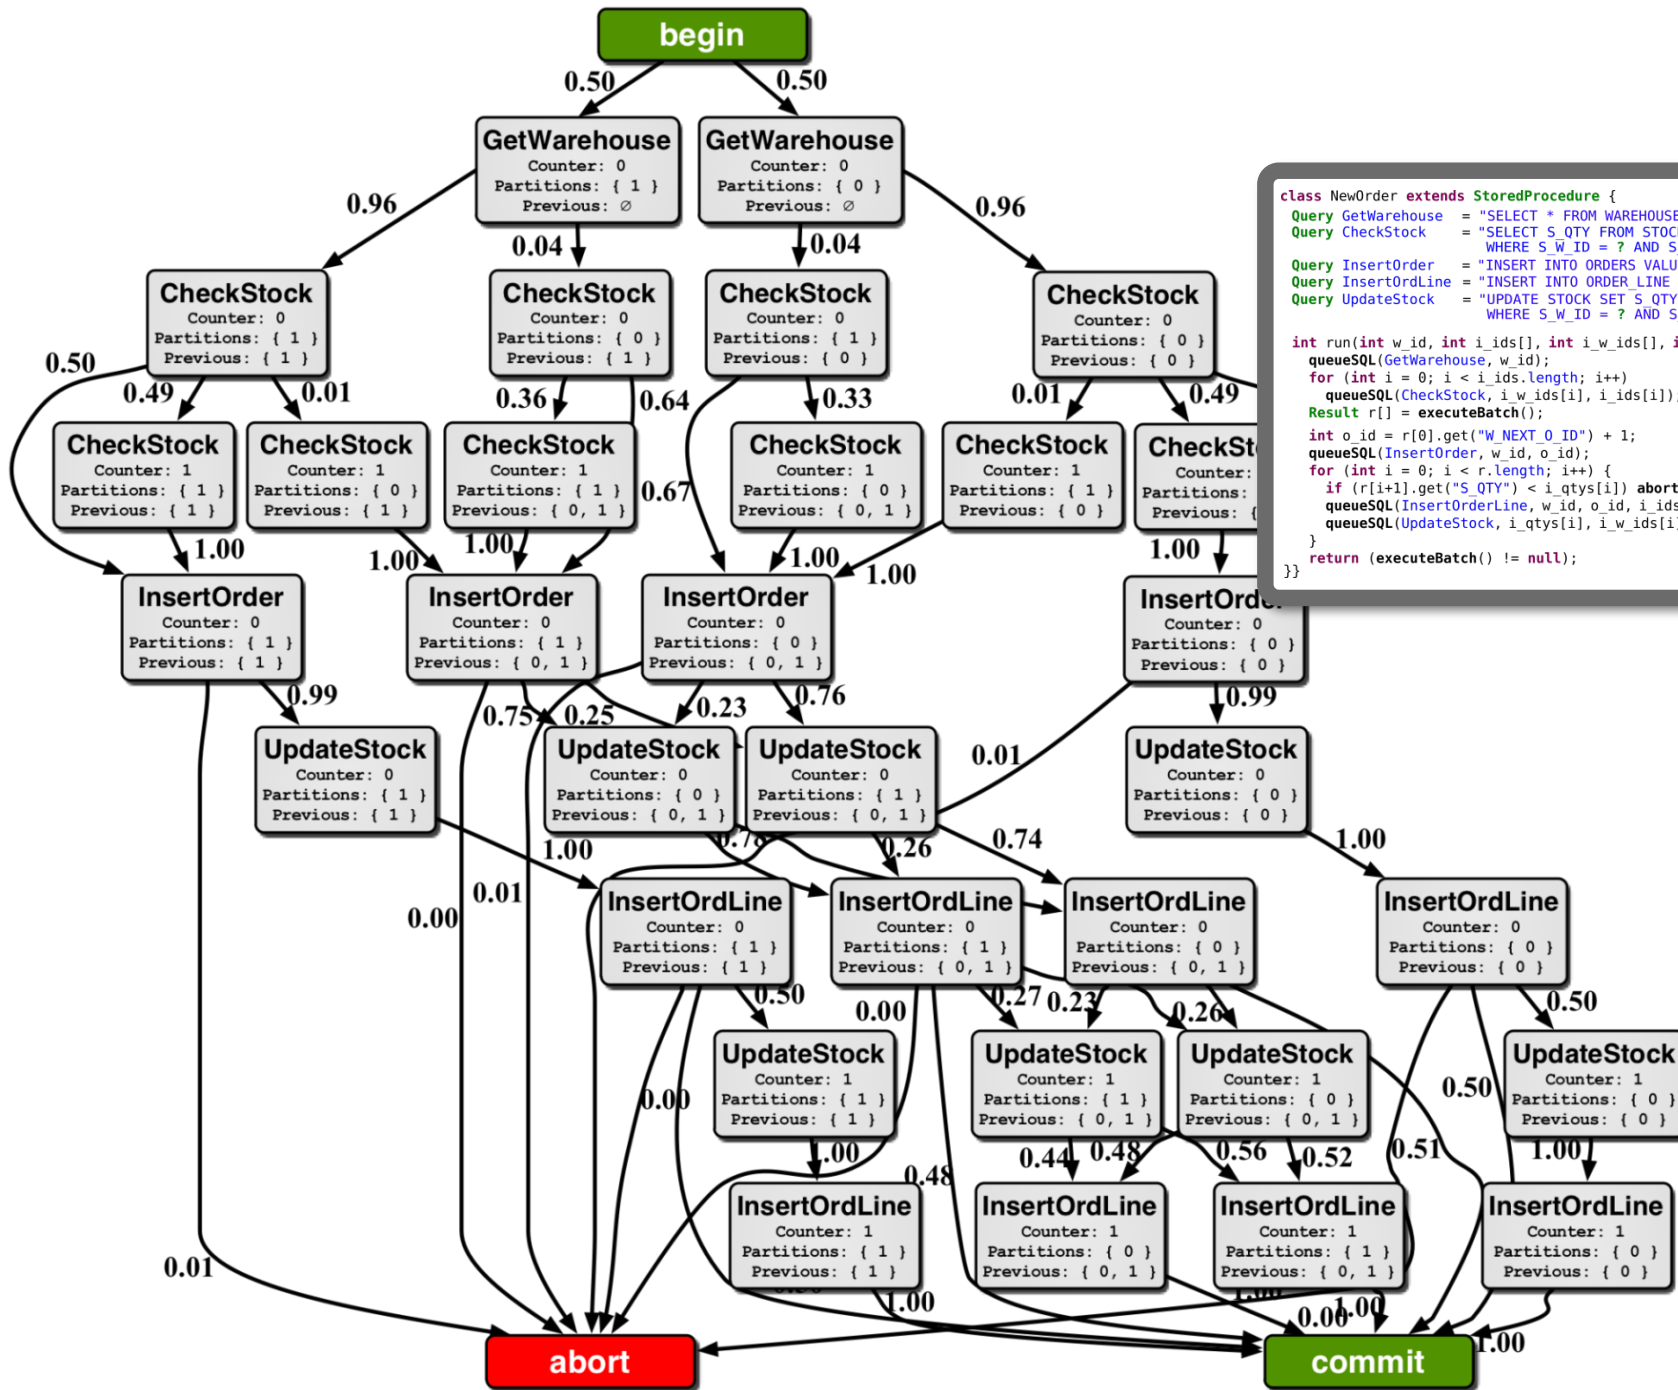 begin
0.50
0.50
GetWarehouse
Counter: 0
Partitions: { 1 }
Previous: ∅
GetWarehouse
Counter: 0
Partitions: { 0 }
Previous: ∅
0.96
0.04
0.04
0.96
CheckStock
Counter: 0
Partitions: { 1 }
Previous: { 1 }
CheckStock
Counter: 0
Partitions: { 0 }
Previous: { 1 }
CheckStock
Counter: 0
Partitions: { 1 }
Previous: { 0 }
CheckStock
Counter: 0
Partitions: { 0 }
Previous: { 0 }
0.50
0.49
0.01
0.36
0.64
0.33
0.01
0.49
CheckStock
Counter: 1
Partitions: { 1 }
Previous: { 1 }
CheckStock
Counter: 1
Partitions: { 0 }
Previous: { 1 }
CheckStock
Counter: 1
Partitions: { 1 }
Previous: { 0, 1 }
0.67
CheckStock
Counter: 1
Partitions: { 0 }
Previous: { 0, 1 }
CheckStock
Counter: 1
Partitions: { 1 }
Previous: { 0 }
CheckSt
Counter:
Partition
Previous: {
1.00
1.00
1.00
1.00
1.00
1.00
InsertOrder
Counter: 0
Partitions: { 1 }
Previous: { 1 }
InsertOrder
Counter: 0
Partitions: { 1 }
Previous: { 0, 1 }
InsertOrder
Counter: 0
Partitions: { 0 }
Previous: { 0, 1 }
InsertOrder
Counter: 0
Partitions: { 0 }
Previous: { 0 }
0.99
0.75
0.25
0.23
0.76
0.01
0.99
UpdateStock
Counter: 0
Partitions: { 1 }
Previous: { 1 }
UpdateStock
Counter: 0
Partitions: { 0 }
Previous: { 0, 1 }
UpdateStock
Counter: 0
Partitions: { 1 }
Previous: { 0, 1 }
UpdateStock
Counter: 0
Partitions: { 0 }
Previous: { 0 }
1.00
0.78
0.26
0.74
1.00
0.00
0.01
InsertOrdLine
Counter: 0
Partitions: { 1 }
Previous: { 1 }
InsertOrdLine
Counter: 0
Partitions: { 1 }
Previous: { 0, 1 }
InsertOrdLine
Counter: 0
Partitions: { 0 }
Previous: { 0, 1 }
InsertOrdLine
Counter: 0
Partitions: { 0 }
Previous: { 0 }
0.50
0.00
0.27
0.23
0.26
0.50
UpdateStock
Counter: 1
Partitions: { 1 }
Previous: { 1 }
UpdateStock
Counter: 1
Partitions: { 1 }
Previous: { 0, 1 }
UpdateStock
Counter: 1
Partitions: { 0 }
Previous: { 0, 1 }
UpdateStock
Counter: 1
Partitions: { 0 }
Previous: { 0 }
0.00
0.50
1.00
0.48
0.44
0.48
0.56
0.52
0.51
1.00
InsertOrdLine
Counter: 1
Partitions: { 1 }
Previous: { 1 }
InsertOrdLine
Counter: 1
Partitions: { 0 }
Previous: { 0, 1 }
InsertOrdLine
Counter: 1
Partitions: { 1 }
Previous: { 0, 1 }
InsertOrdLine
Counter: 1
Partitions: { 0 }
Previous: { 0 }
0.01
1.00
1.00
0.00
1.00
1.00
abort
commit
class NewOrder extends StoredProcedure {
Query GetWarehouse = "SELECT * FROM WAREHOUSE
Query CheckStock = "SELECT S_QTY FROM STOC
WHERE S_W_ID = ? AND S
Query InsertOrder = "INSERT INTO ORDERS VALU
Query InsertOrdLine = "INSERT INTO ORDER_LINE
Query UpdateStock = "UPDATE STOCK SET S_QTY
WHERE S_W_ID = ? AND S
int run(int w_id, int i_ids[], int i_w_ids[], i
queueSQL(GetWarehouse, w_id);
for (int i = 0; i < i_ids.length; i++)
queueSQL(CheckStock, i_w_ids[i], i_ids[i]);
Result r[] = executeBatch();
int o_id = r[0].get("W_NEXT_O_ID") + 1;
queueSQL(InsertOrder, w_id, o_id);
for (int i = 0; i < r.length; i++) {
if (r[i+1].get("S_QTY") < i_qtys[i]) abort
queueSQL(InsertOrderLine, w_id, o_id, i_ids
queueSQL(UpdateStock, i_qtys[i], i_w_ids[i]
}
return (executeBatch() != null);
}}